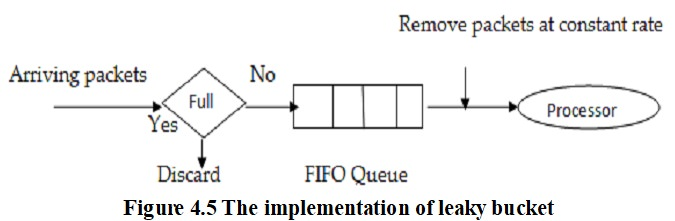 Remove packets at constant rate
Arriving packets
No
Full
Yes
Processor
Discard
FIFO Queue
Figure 4.5 The implementation of leaky bucket